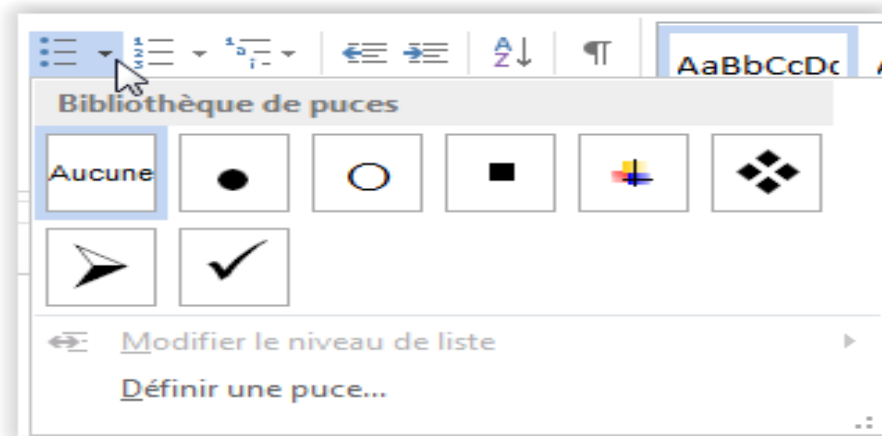 AaBbCcDc
Bibliothèque de puces
Aucune
Modifier le niveau de liste
Définir une puce...